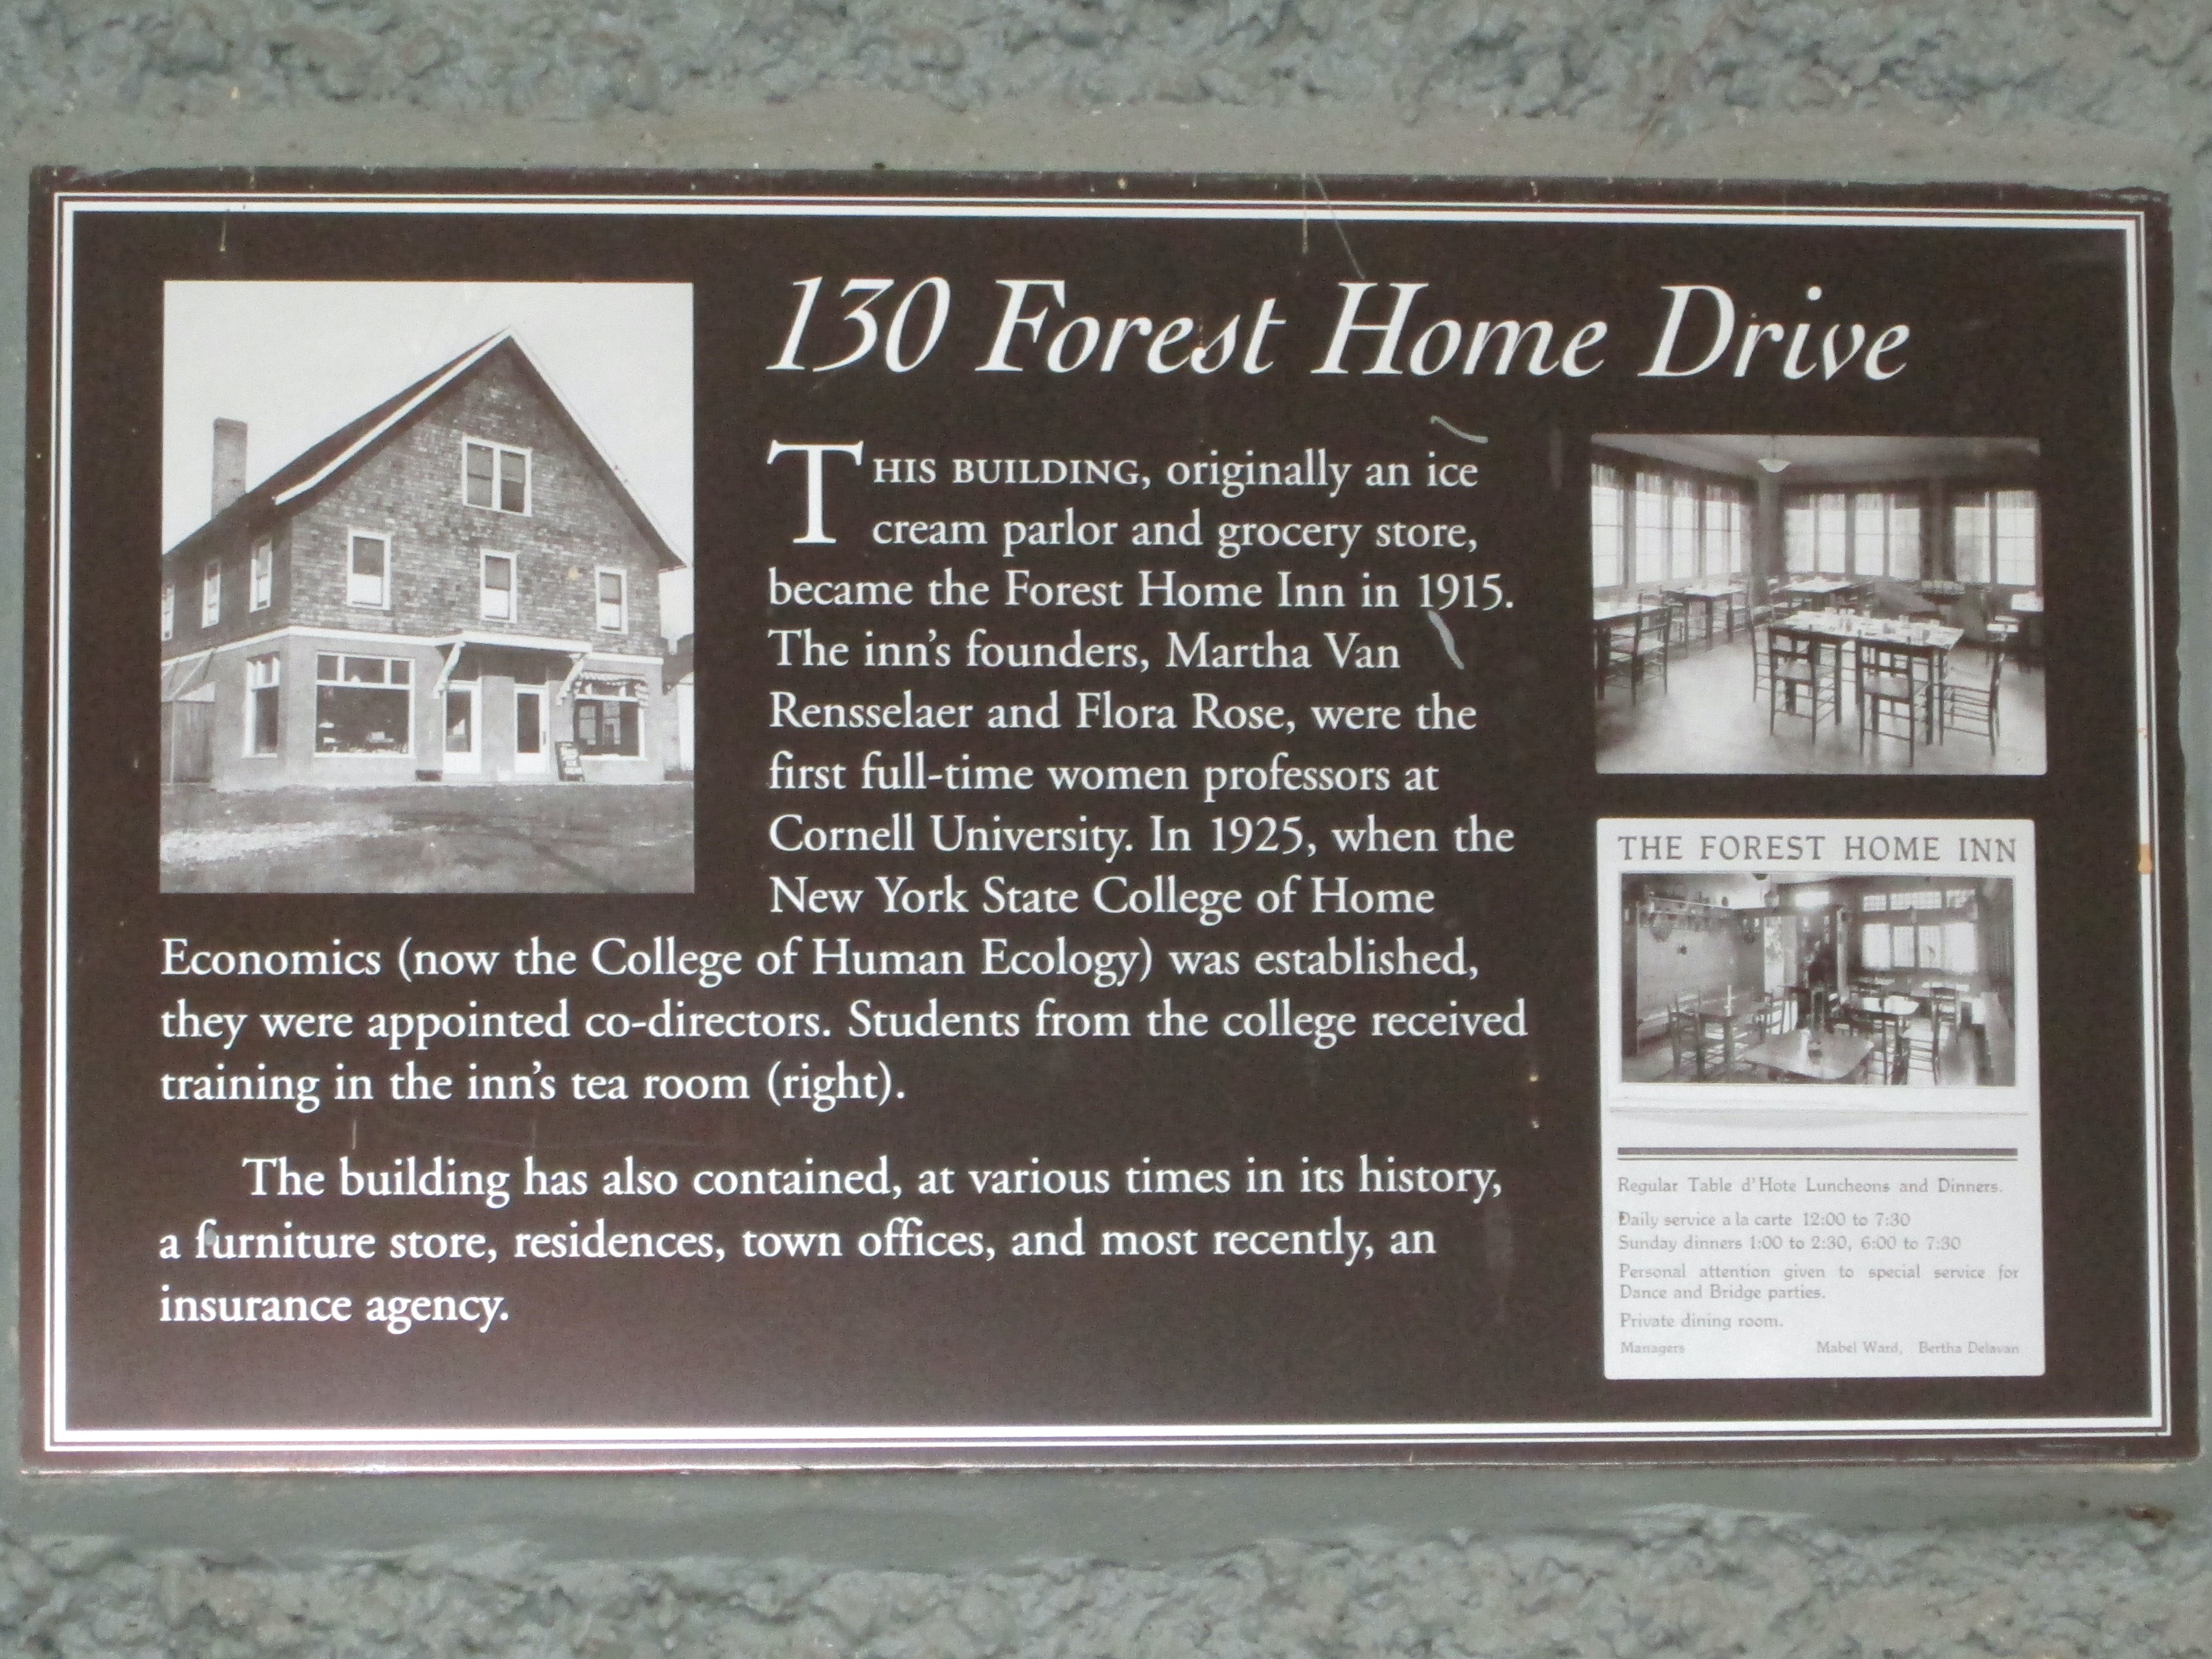 130 Forest Home Drive
THIS BUILDING, originally an ice
cream parlor and grocery store,
became the Forest Home Inn in 1915.
The inn's founders, Martha Van
Rensselaer and Flora Rose, were the
first full-time women professors at
Cornell University. In 1925, when the
New York State College of Home
Economics (now the College of Human Ecology) was established,
they were appointed co-directors. Students from the college received
training in the inn's tea room (right).
The building has also contained, at various times in its history,
a furniture store, residences, town offices, and most recently, an
insurance agency.
THE FOREST HOME INN
Regular Table d'Hote Luncheons and Dinners.
Daily service a la carte 12:00 to 7:30
Sunday dinners 1:00 to 2:30, 6:00 to 7:30
Personal attention given to special service for
Dance and Bridge parties.
Private dining room.
Managers Mabel Ward, Bertha Delavan